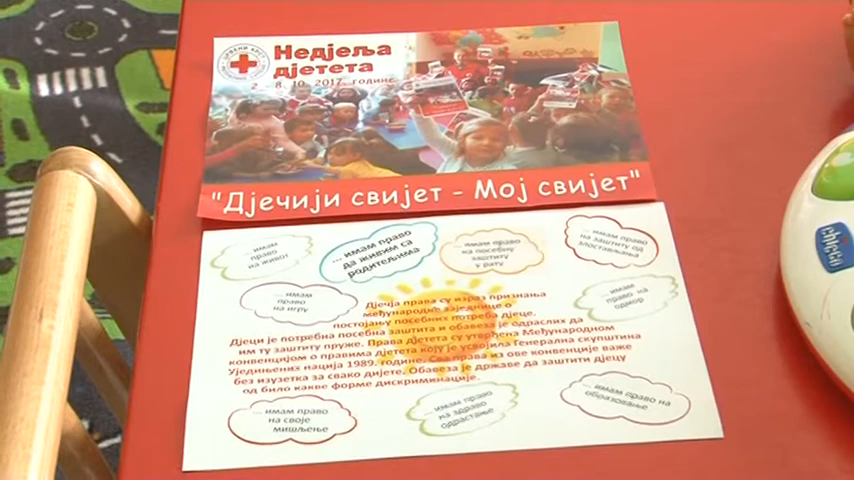 ЦРВЕНИ КРСТ
Недјеља
дјетета
2 - 8. 10. 2017. године
"Дјечији свијет - Мој свијет"
... имам
право
на живот
... имам право
да живим са
родитељима
... имам право
на посебну
заштиту
у рату
... имам право
на заштиту од
злостављања
... имам
право
на игру
... имам
право на
одмор
Дјечја права су израз признања
међународне заједнице о
постојању посебних потреба дјеце.
Дјеци је потребна посебна заштита и обавеза је одраслих да
им ту заштиту пруже. Права дјетета су утврђена Међународном
конвенцијом о правима дјетета коју је усвојила Генерална скупштина
Уједињених нација 1989. године. Сва права из ове конвенције важе
без изузетка за свако дијете. Обавеза је државе да заштити дјецу
од било какве форме дискриминације.
... имам право
на своје
мишљење
... имам право
на здраво
одрастање
... имам право на
образовање
chicco